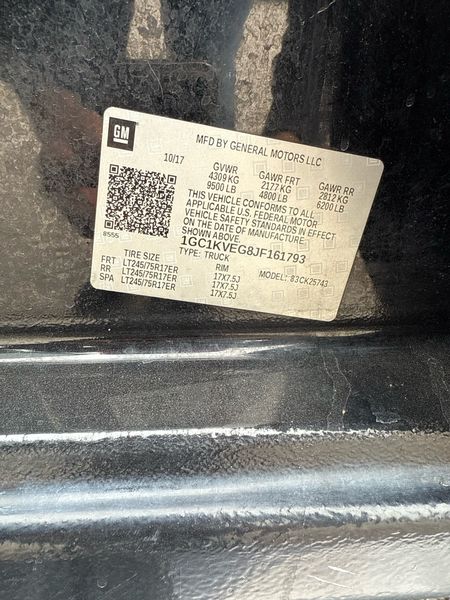 GM
MFD BY GENERAL MOTORS LLC
10/17 GVWR GAWR FRT GAWR RR
4309 KG 2177 KG 2812 KG
9500 LB 4800 LB 6200 LB
THIS VEHICLE CONFORMS TO ALL
APPLICABLE U.S. FEDERAL MOTOR
VEHICLE SAFETY STANDARDS IN EFFECT
ON THE DATE OF MANUFACTURE
SHOWN ABOVE.
8555 1GC1KVEG8JF161793
TYPE: TRUCK
TIRE SIZE RIM MODEL: 83CK25743
FRT LT245/75R17ER 17X7.5J
RR LT245/75R17ER 17X7.5J
SPA LT245/75R17ER 17X7.5J